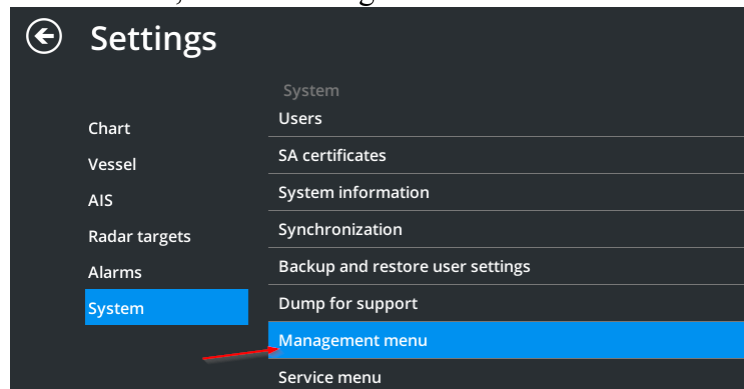 Settings
System
Users
SA certificates
System information
Synchronization
Backup and restore user settings
Dump for support
Management menu
Service menu
Chart
Vessel
AIS
Radar targets
Alarms
System